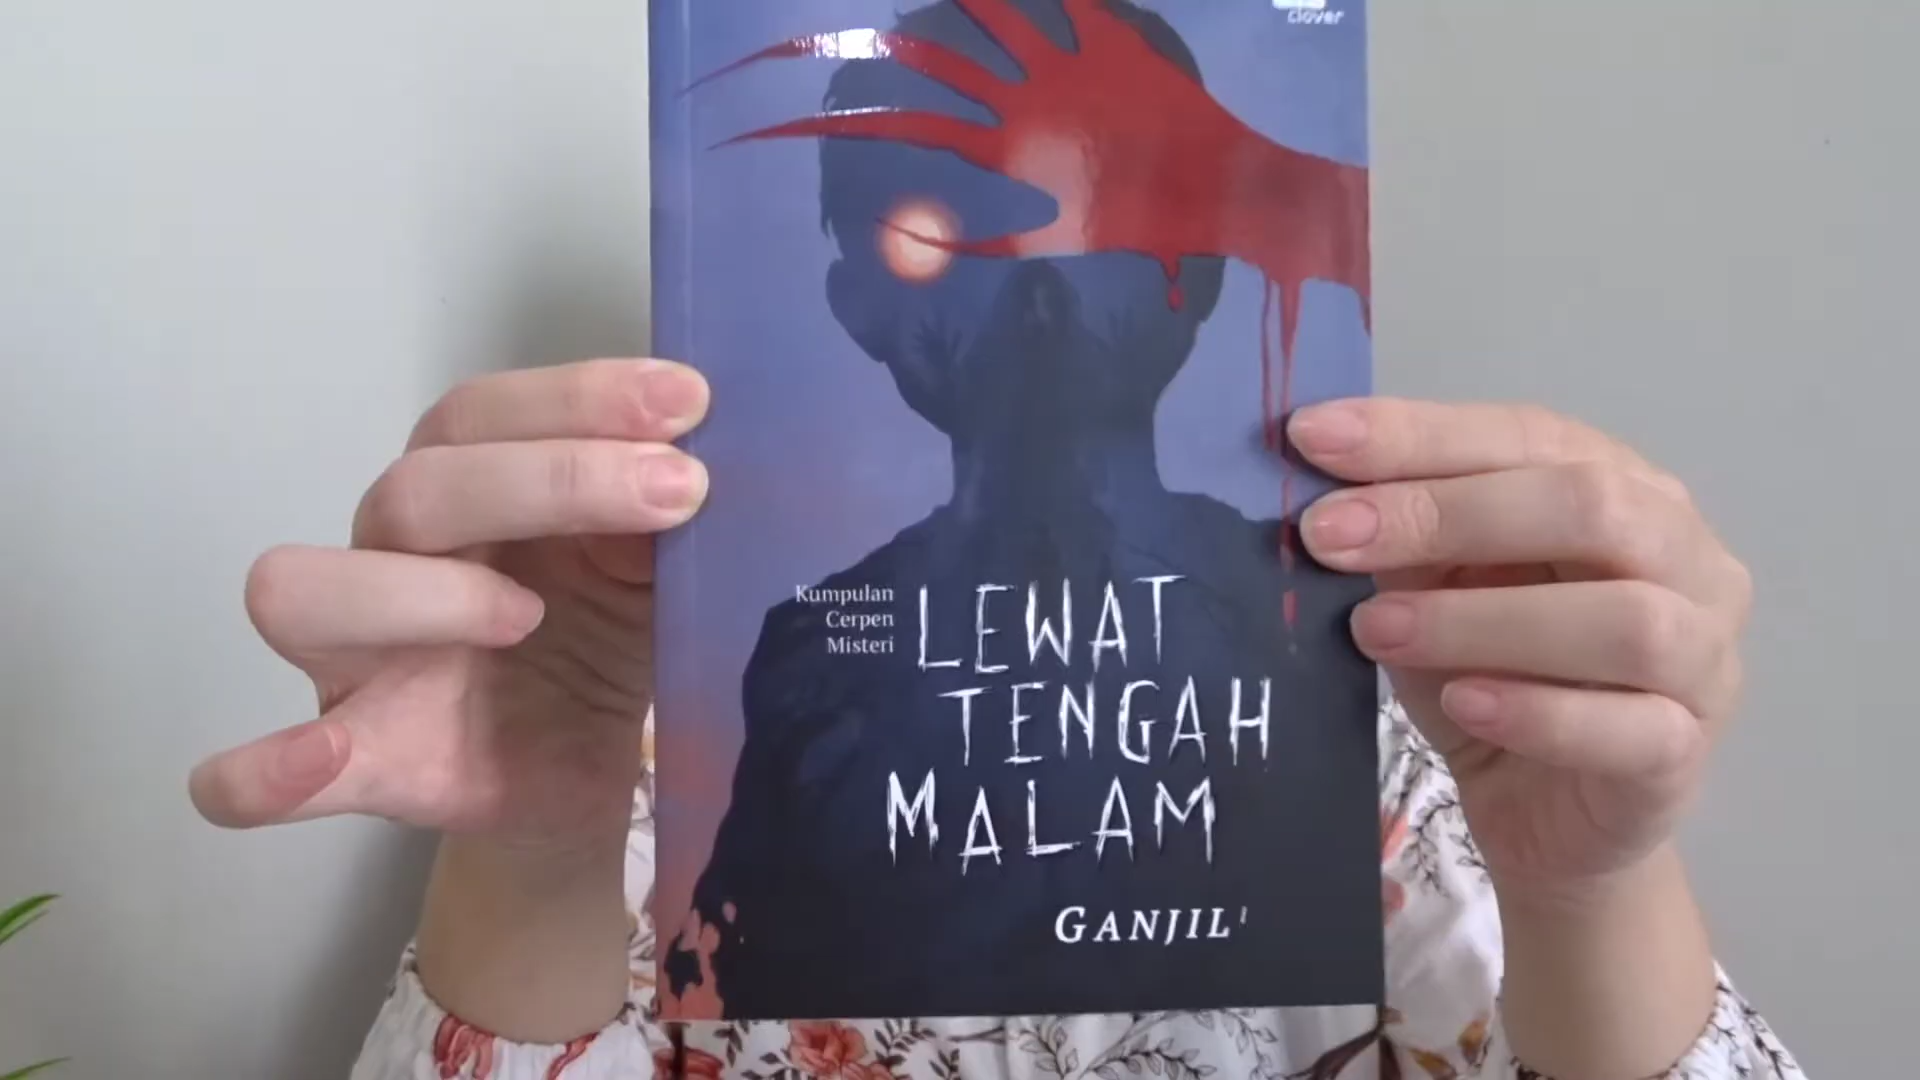 clover
Kumpulan
Cerpen
Misteri
LEWAT
TENGAH
MALAM
GANJIL